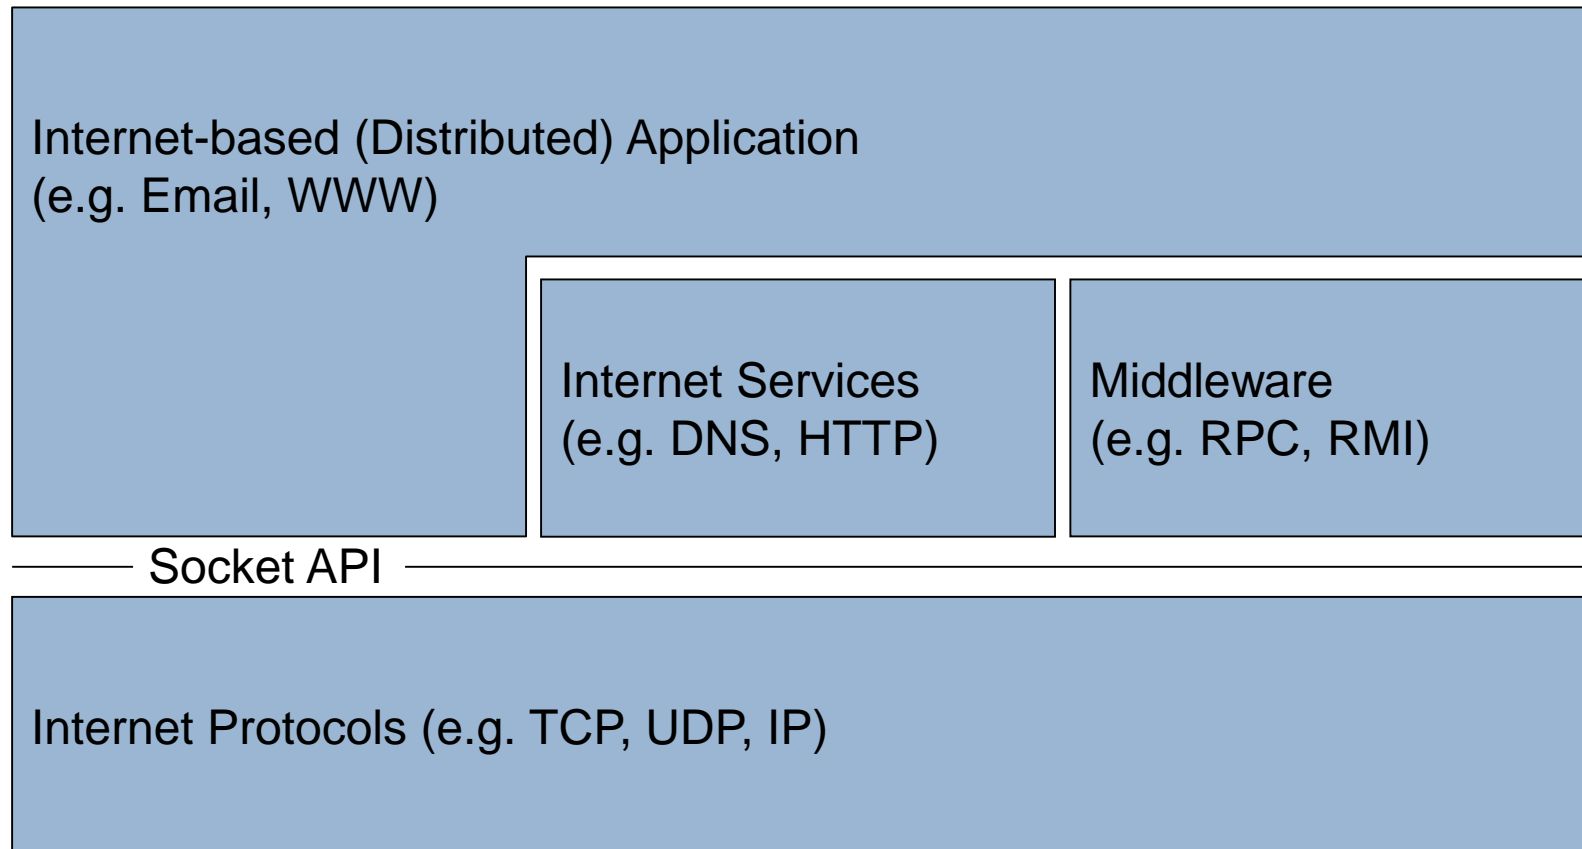 Internet-based (Distributed) Application
(e.g. Email, WWW)
Internet Services
(e.g. DNS, HTTP)
Middleware
(e.g. RPC, RMI)
Socket API
Internet Protocols (e.g. TCP, UDP, IP)